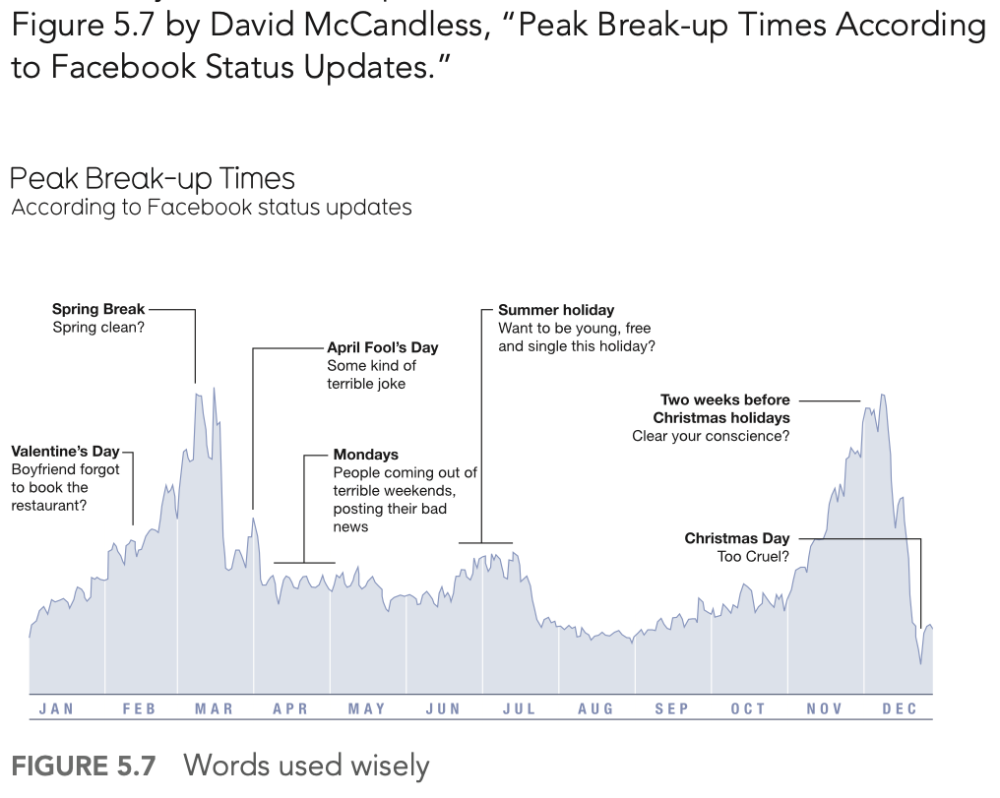 Figure 5.7 by David McCandless, “Peak Break-up Times According
to Facebook Status Updates.”
Peak Break-up Times
According to Facebook status updates
Spring Break
Spring clean?
Valentine's Day
Boyfriend forgot
to book the
restaurant?
April Fool's Day
Some kind of
terrible joke
Mondays
People coming out of
terrible weekends,
posting their bad
news
Summer holiday
Want to be young, free
and single this holiday?
Two weeks before
Christmas holidays
Clear your conscience?
Christmas Day
Too Cruel?
JAN FEB MAR APR MAY JUN JUL AUG SEP OCT NOV DEC
FIGURE 5.7 Words used wisely